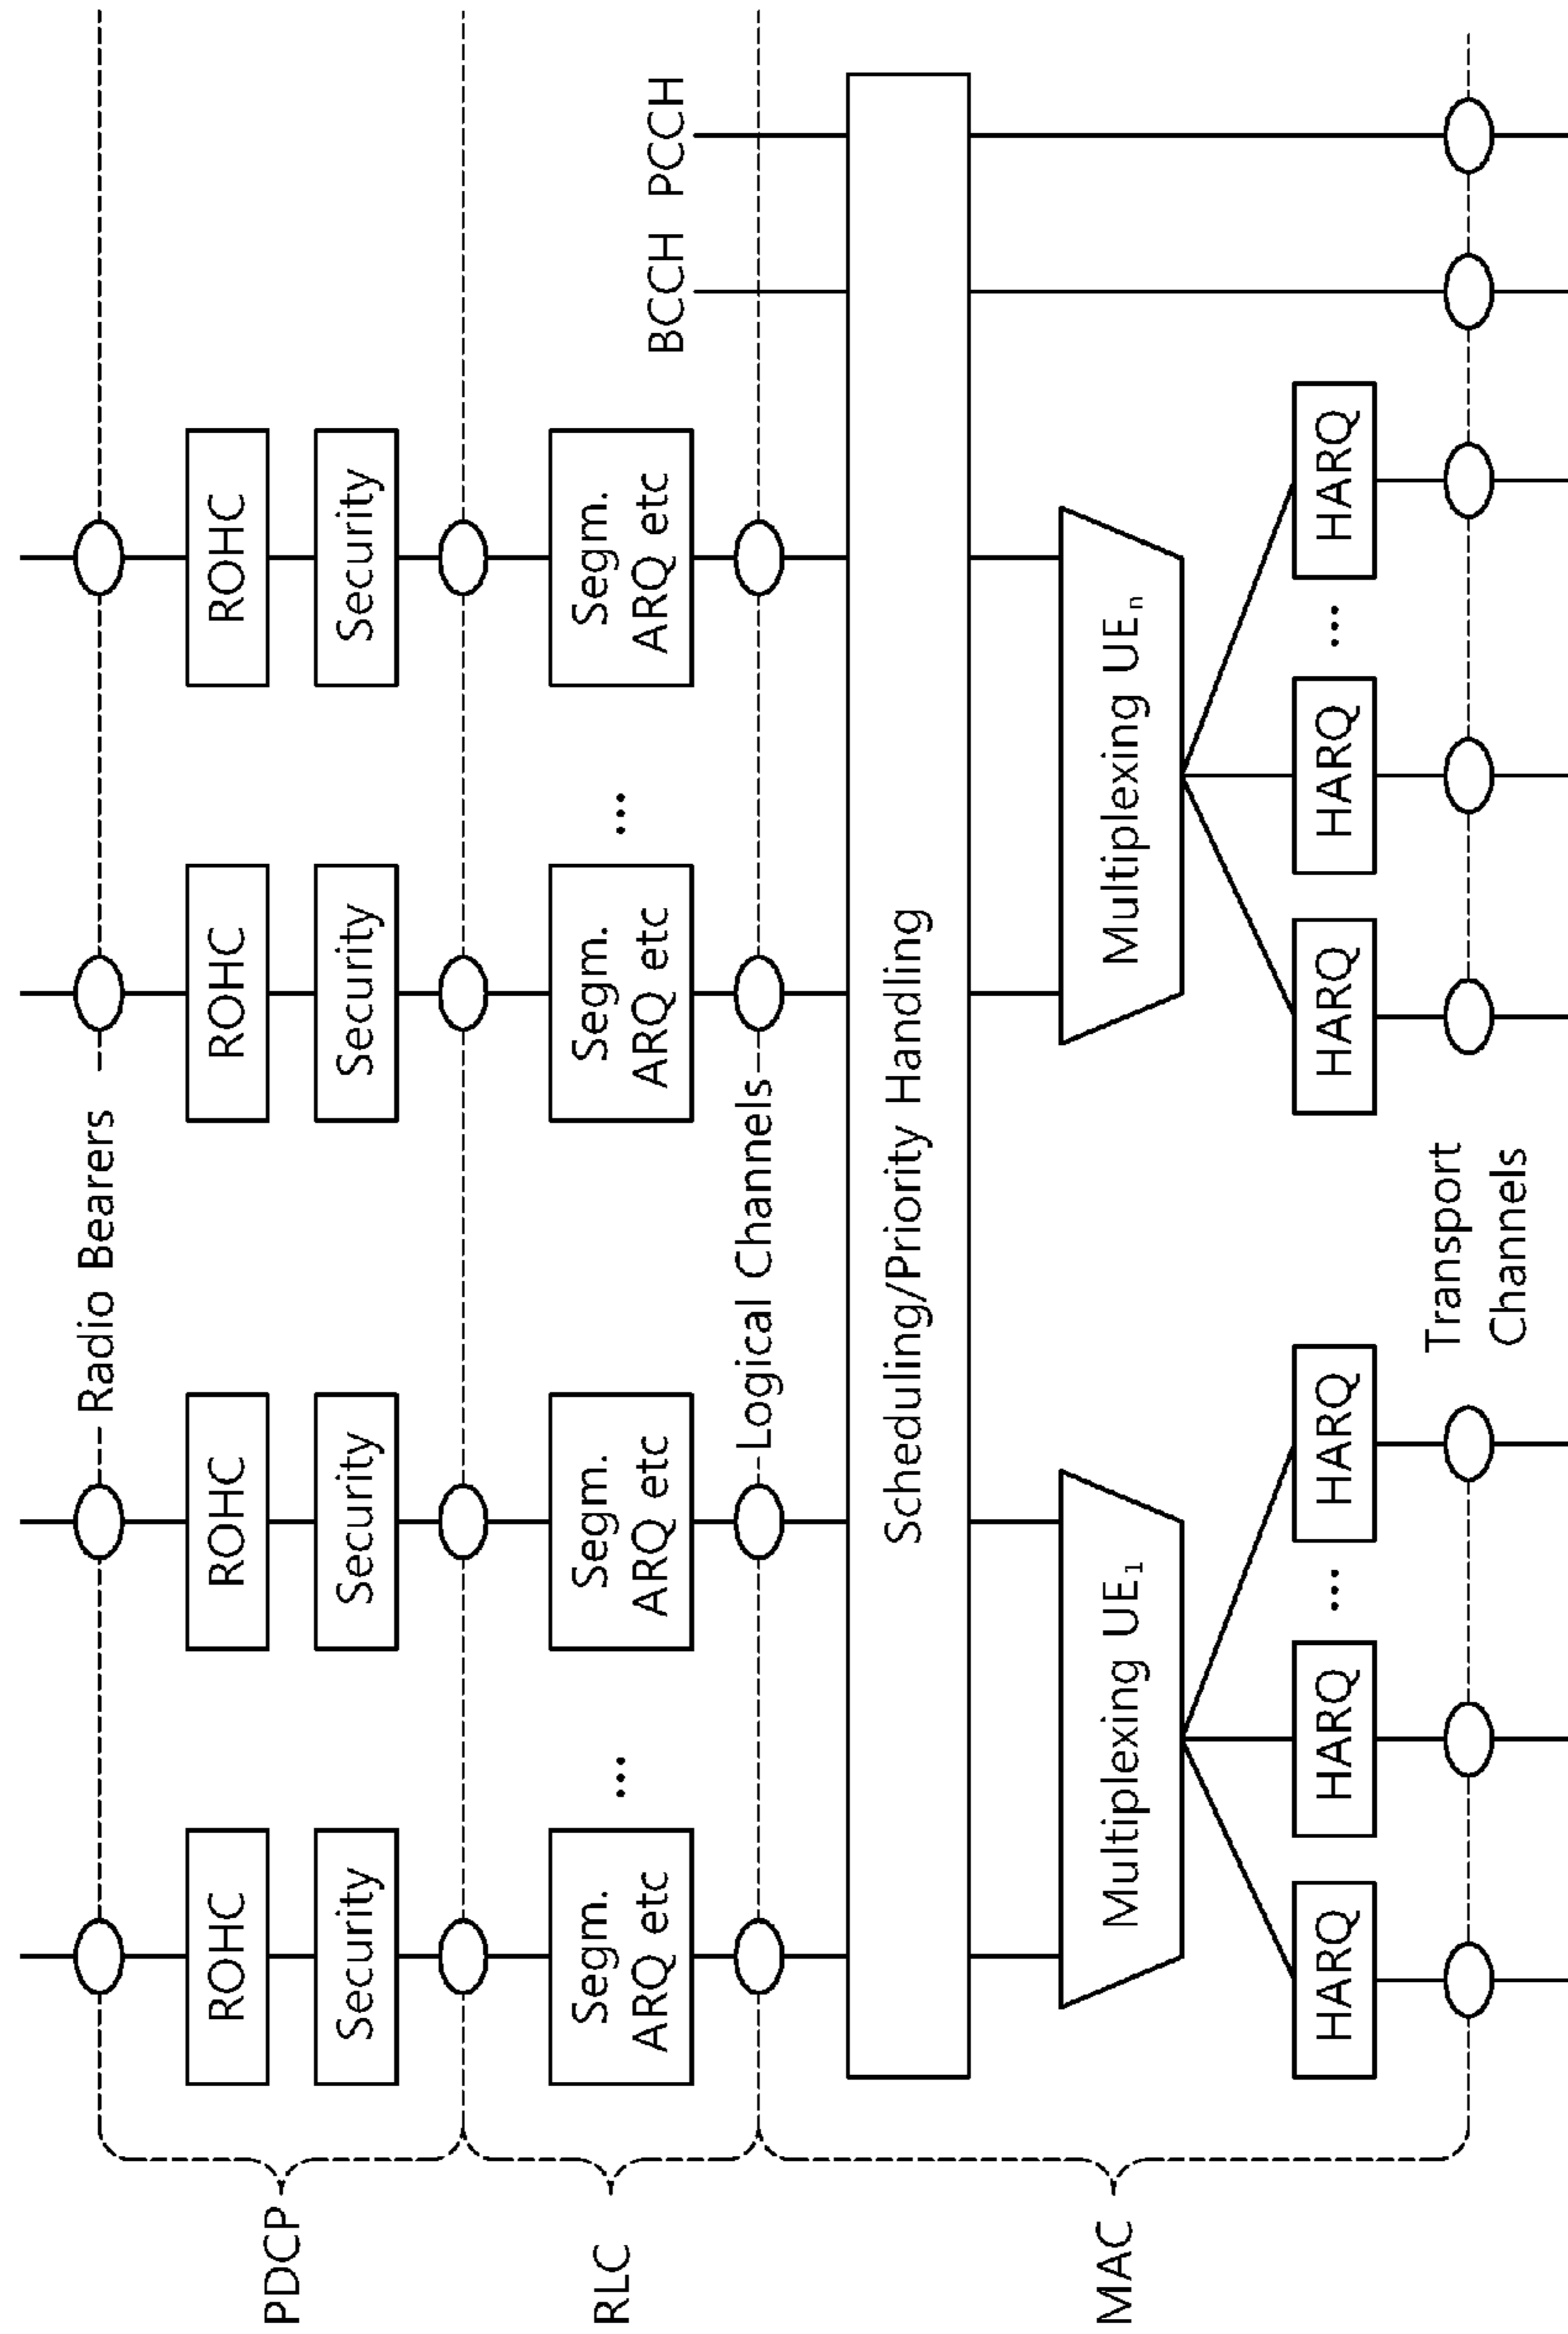 Radio Bearers
PDCP
ROHC
ROHC
ROHC
ROHC
Security
Security
Security
Security
RLC
Segm.
ARQ etc
...
Segm.
ARQ etc
Segm.
ARQ etc
...
Segm.
ARQ etc
BCCH PCCH
Logical Channels
MAC
Scheduling/Priority Handling
Multiplexing UE1
Multiplexing UEn
HARQ
HARQ
...
HARQ
HARQ
HARQ
...
HARQ
Transport
Channels